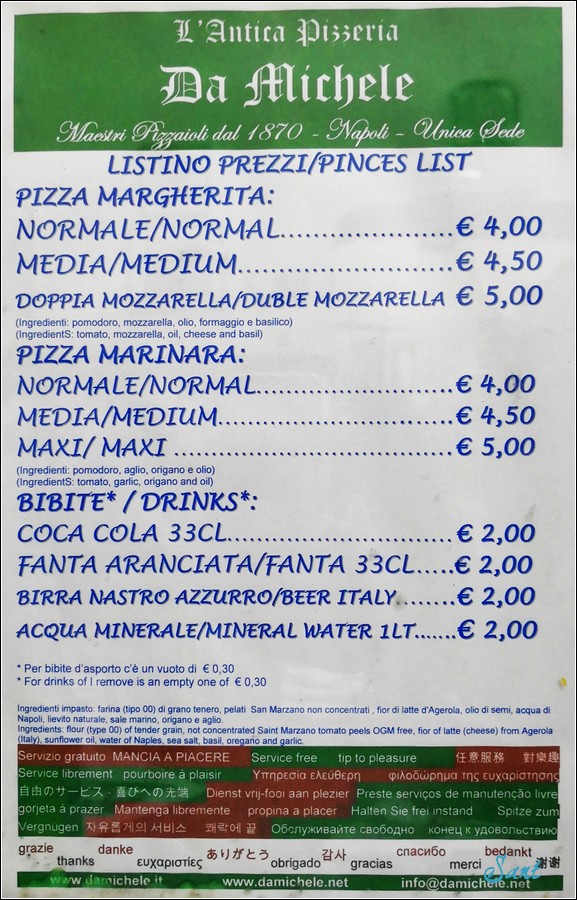 L'Antica Pizzeria
Da Michele
Maestri Pizzaioli dal 1870 - Napoli - Unica Sede
LISTINO PREZZI/PINCES LIST
PIZZA MARGHERITA:
NORMALE/NORMAL.....................€ 4,00
MEDIA/MEDIUM..........................€ 4,50
DOPPIA MOZZARELLA/DUBLE MOZZARELLA € 5,00
(Ingredienti: pomodoro, mozzarella, olio, formaggio e basilico)
(IngredientS: tomato, mozzarella, oil, cheese and basil)
PIZZA MARINARA:
NORMALE/NORMAL........................€ 4,00
MEDIA/MEDIUM............................€ 4,50
MAXI/ MAXI .................................€ 5,00
(Ingredienti: pomodoro, aglio, origano e olio)
(IngredientS: tomato, garlic, origano and oil)
BIBITE* / DRINKS*:
COCA COLA 33CL...........................€ 2,00
FANTA ARANCIATA/FANTA 33CL.....€ 2,00
BIRRA NASTRO AZZURRO/BEER ITALY........€ 2,00
ACQUA MINERALE/MINERAL WATER 1LT......€ 2,00
* Per bibite d'asporto c'è un vuoto di € 0,30
* For drinks of I remove is an empty one of € 0,30
Ingredienti impasto: farina (tipo 00) di grano tenero, pelati San Marzano non concentrati , fior di latte d'Agerola, olio di semi, acqua di
Napoli, lievito naturale, sale marino, origano e aglio.
Ingredients: flour (type 00) of tender grain, not concentrated Saint Marzano tomato peels OGM free, fior of latte (cheese) from Agerola
(Italy), sunflower oil, water of Naples, sea salt, basil, oregano and garlic.
Servizio gratuito MANCIA A PIACERE Service free tip to pleasure 任意服務 對樂趣
Service librement pourboire à plaisir Υπηρεσία ελεύθερη φιλοδώρημα της ευχαρίστησης
自由のサービス - 喜びへの先端 Dienst vrij-fooi aan plezier Preste serviços de manutenção livre
gorjeta à prazer Mantenga libremente propina a placer Halten Sie frei instand Spitze zum
Vergnügen 자유롭게의 서비스 쾌락에 끝 Обслуживайте свободно конец к удовольствию
grazie danke ありがとう 감사 спасибо bedankt
thanks ευχαριστίες obrigado gracias merci 謝謝
www.damichele.it www.damichele.net info@damichele.net